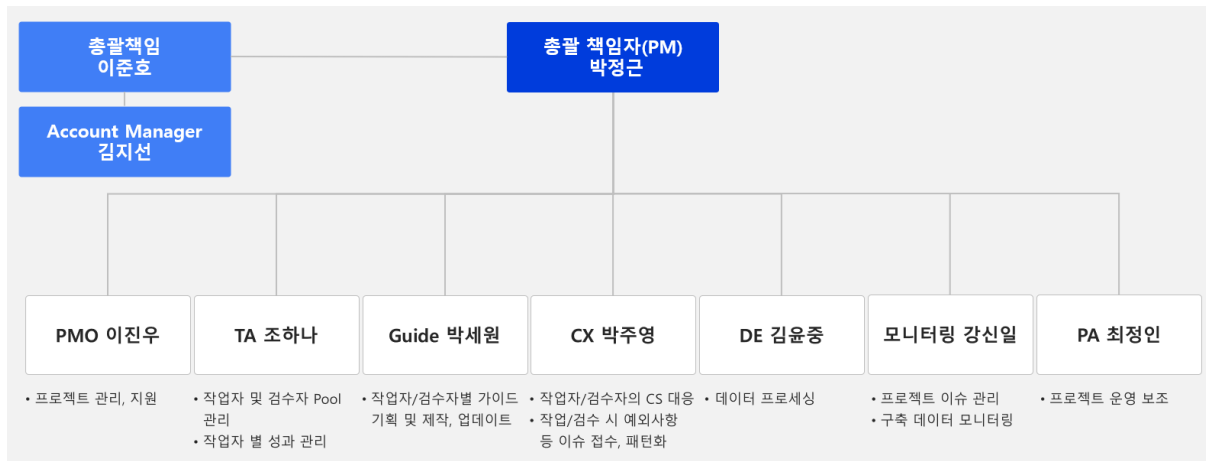 총괄책임
이준호
총괄 책임자(PM)
박정근
Account Manager
김지선
PMO 이진우
TA 조하나
Guide 박세원
CX 박주영
DE 김윤중
모니터링 강신일
PA 최정인
• 프로젝트 관리, 지원
• 작업자 및 검수자 Pool
관리
• 작업자 별 성과 관리
• 작업자/검수자별 가이드
기획 및 제작, 업데이트
• 작업자/검수자의 CS 대응
• 작업/검수 시 예외사항
등 이슈 접수, 패턴화
• 데이터 프로세싱
• 프로젝트 이슈 관리
• 구축 데이터 모니터링
• 프로젝트 운영 보조